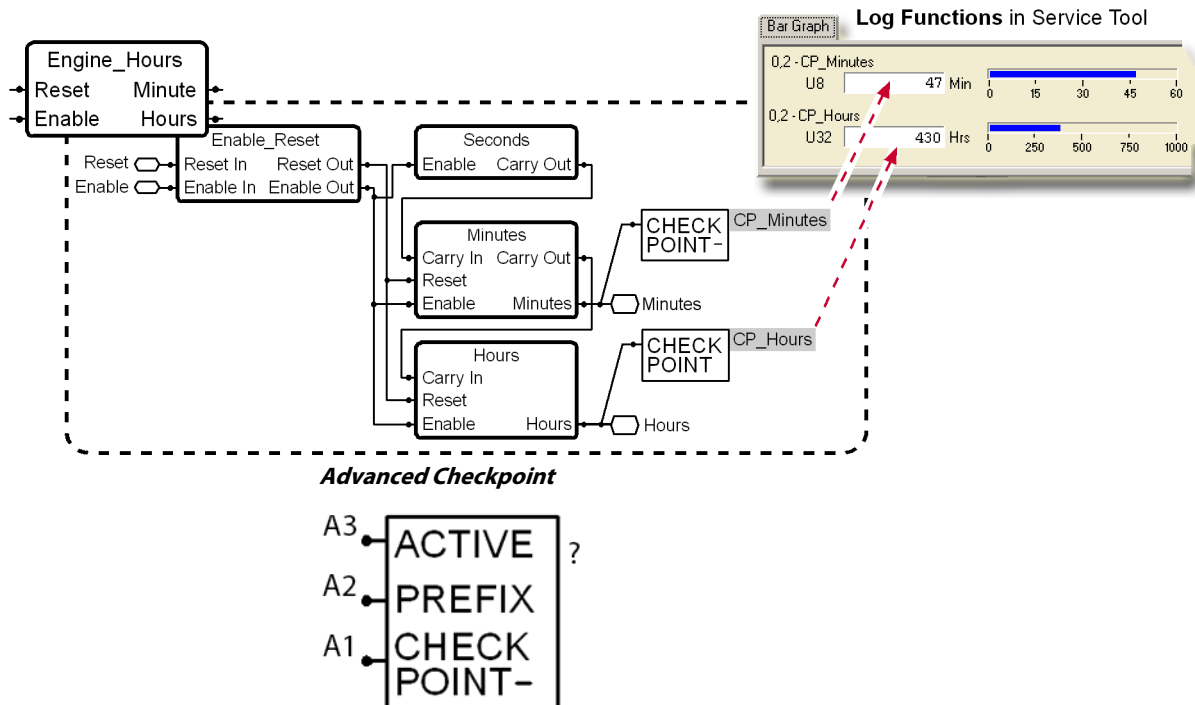 Log Functions in Service Tool
Bar Graph
0,2 - CP_Minutes
U8 47 Min
0 15 30 45 60
0,2 - CP_Hours
U32 430 Hrs
0 250 500 750 1000
Engine_Hours
Reset Minute
Enable Hours
Enable_Reset
Reset Reset In Reset Out
Enable Enable In Enable Out
Seconds
Enable Carry Out
Minutes
Carry In Carry Out
Reset
Enable Minutes
CHECK
POINT-
CP_Minutes
Minutes
Hours
Carry In
Reset
Enable Hours
CHECK
POINT
CP_Hours
Hours
Advanced Checkpoint
A3 ACTIVE ?
A2 PREFIX
A1 CHECK
POINT-